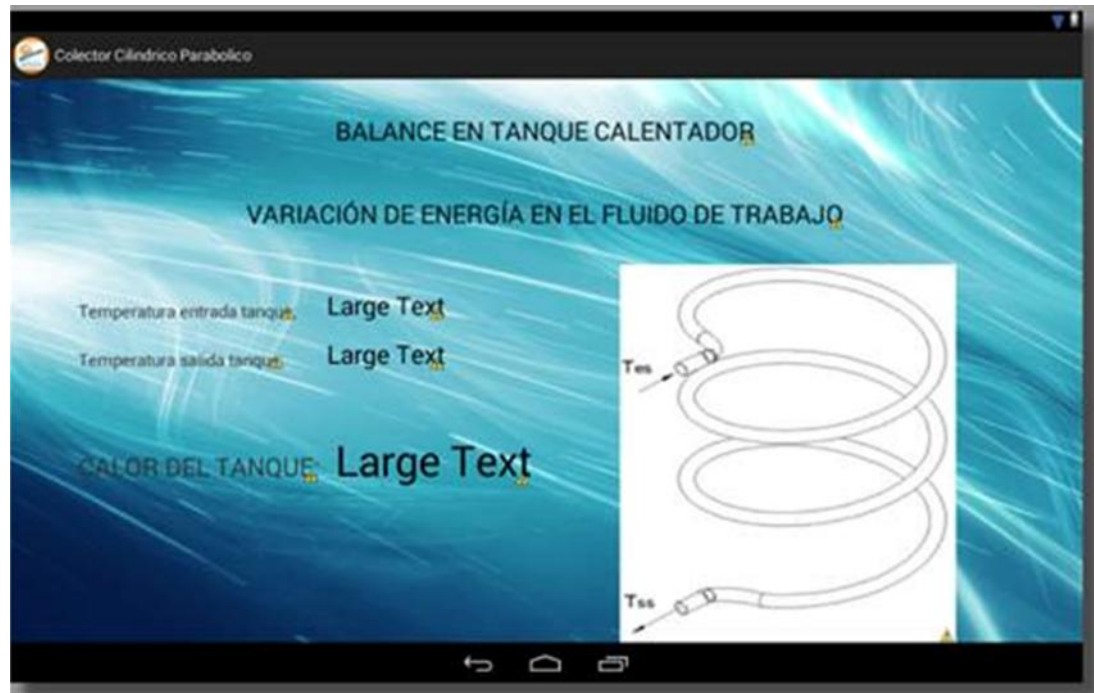 Colector Cilindrico Parabolico
BALANCE EN TANQUE CALENTADOR
VARIACIÓN DE ENERGÍA EN EL FLUIDO DE TRABAJO
Temperatura entrada tanque, Large Text
Temperatura salida tanque, Large Text
CALOR DEL TANQUE: Large Text
Tes
Tss